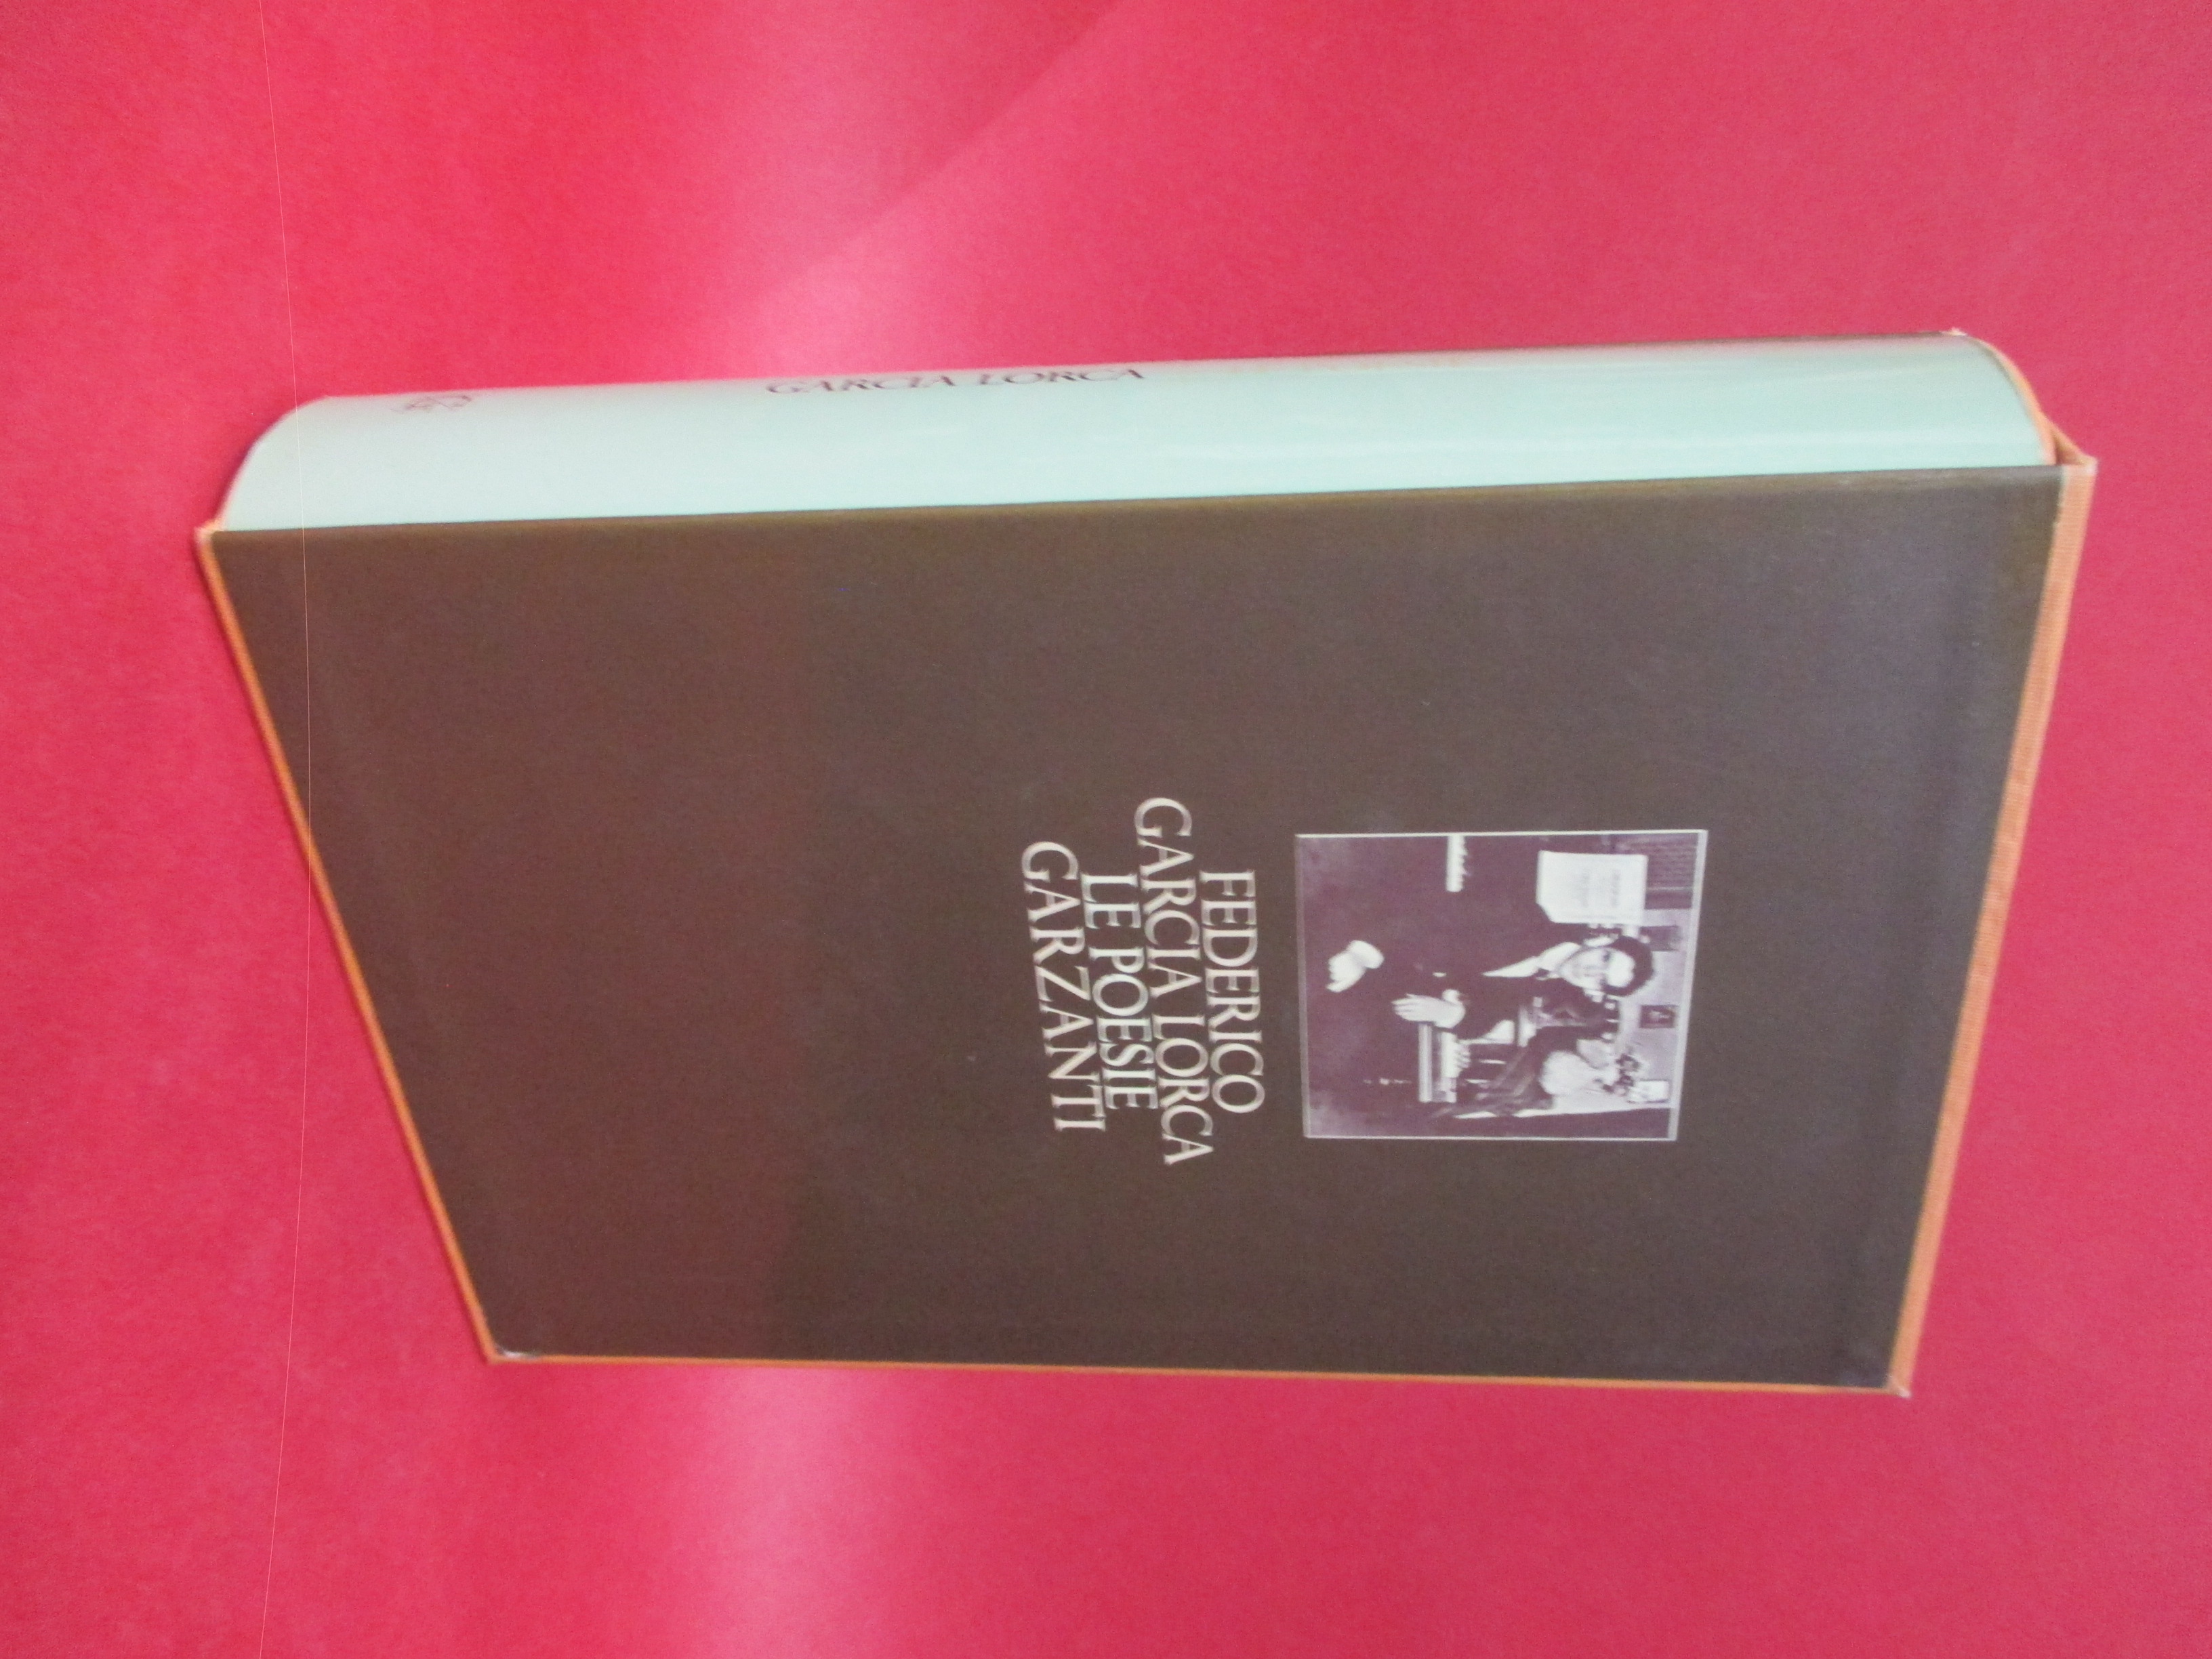 FEDERICO
GARCIA LORCA
LE POESIE
GARZANTI
GARCIA LORCA